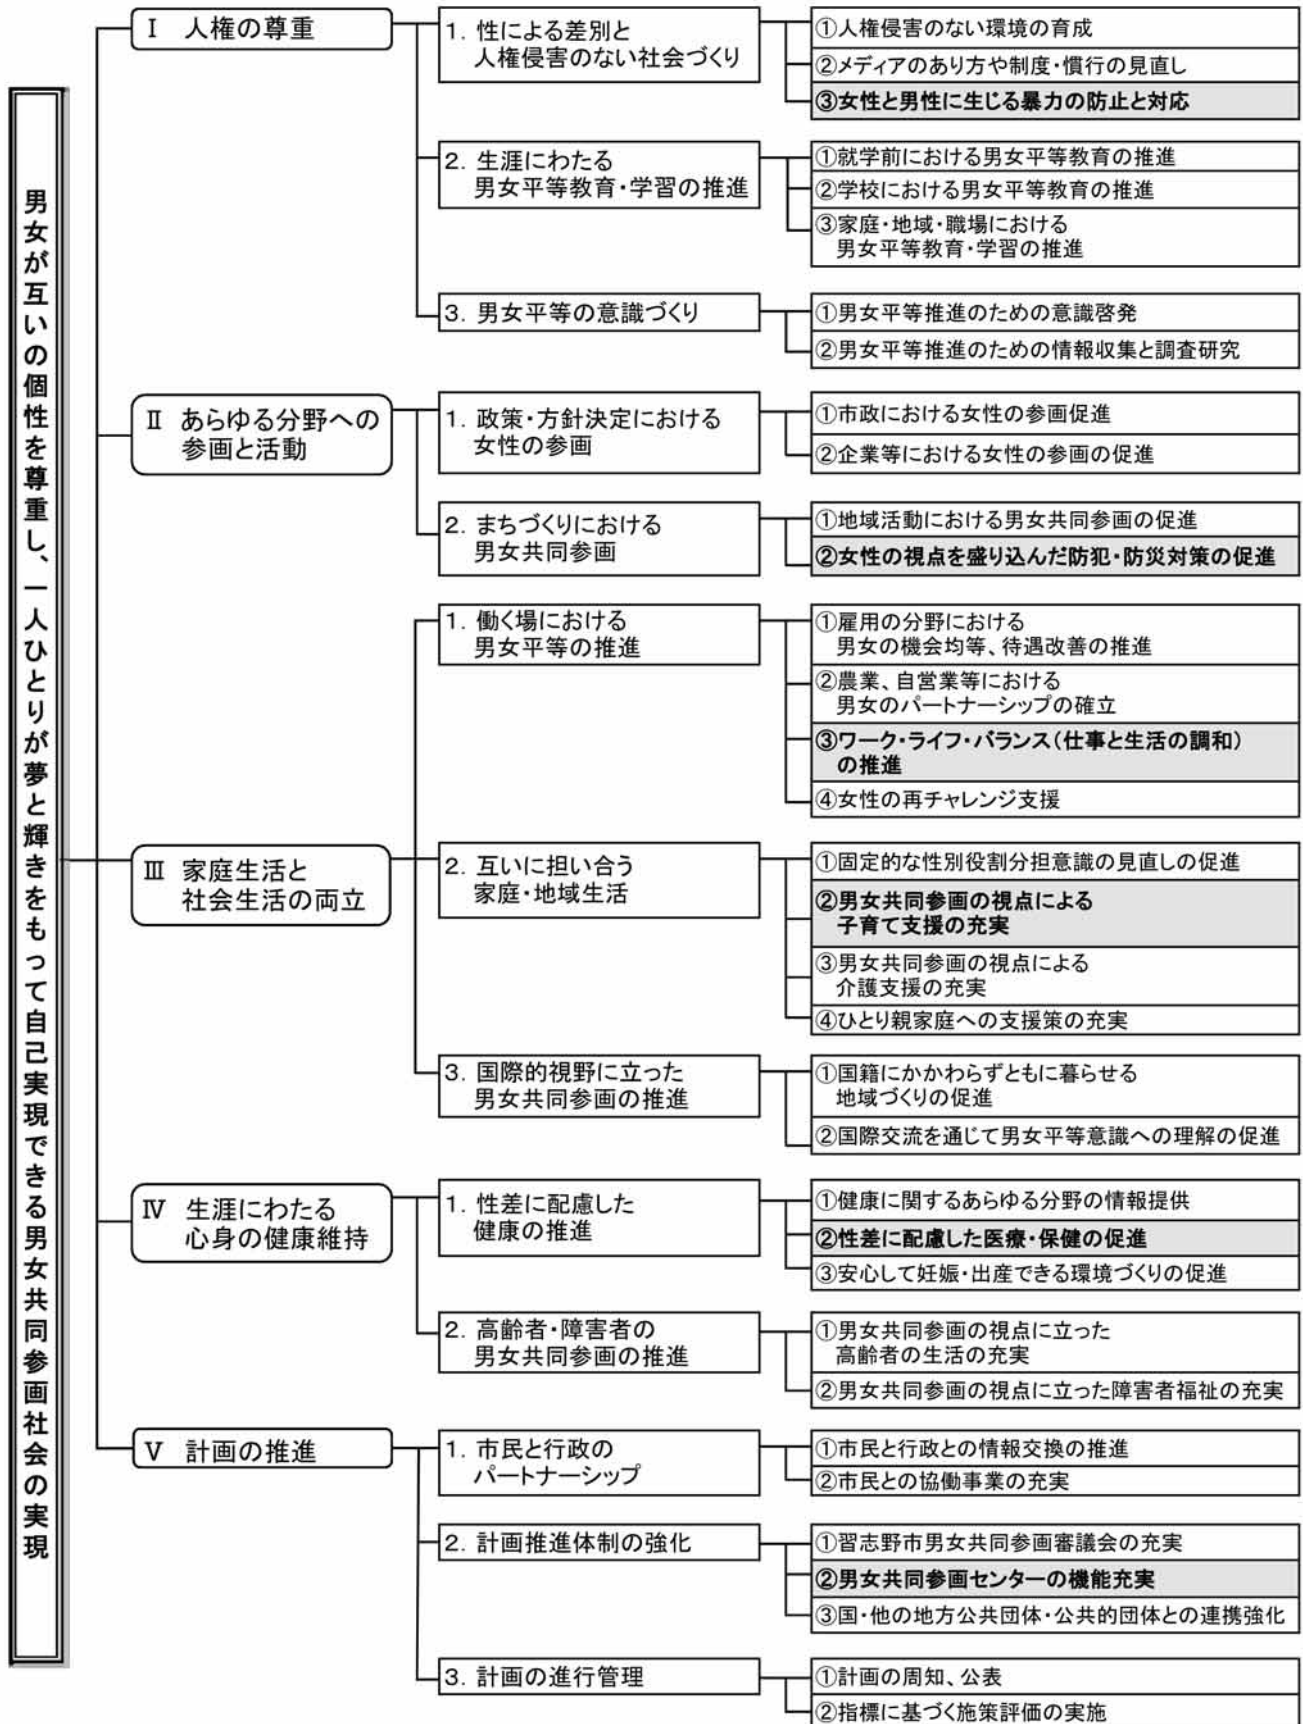 男女が互いの個性を尊重し、一人ひとりが夢と輝きをもって自己実現できる男女共同参画社会の実現
Ⅰ 人権の尊重
1. 性による差別と
人権侵害のない社会づくり
①人権侵害のない環境の育成
②メディアのあり方や制度・慣行の見直し
③女性と男性に生じる暴力の防止と対応
2. 生涯にわたる
男女平等教育・学習の推進
①就学前における男女平等教育の推進
②学校における男女平等教育の推進
③家庭・地域・職場における
男女平等教育・学習の推進
3. 男女平等の意識づくり
①男女平等推進のための意識啓発
②男女平等推進のための情報収集と調査研究
Ⅱ あらゆる分野への
参画と活動
1. 政策・方針決定における
女性の参画
①市政における女性の参画促進
②企業等における女性の参画の促進
2. まちづくりにおける
男女共同参画
①地域活動における男女共同参画の促進
②女性の視点を盛り込んだ防犯・防災対策の促進
Ⅲ 家庭生活と
社会生活の両立
1. 働く場における
男女平等の推進
①雇用の分野における
男女の機会均等、待遇改善の推進
②農業、自営業等における
男女のパートナーシップの確立
③ワーク・ライフ・バランス(仕事と生活の調和)
の推進
④女性の再チャレンジ支援
2. 互いに担い合う
家庭・地域生活
①固定的な性別役割分担意識の見直しの促進
②男女共同参画の視点による
子育て支援の充実
③男女共同参画の視点による
介護支援の充実
④ひとり親家庭への支援策の充実
3. 国際的視野に立った
男女共同参画の推進
①国籍にかかわらずともに暮らせる
地域づくりの促進
②国際交流を通じて男女平等意識への理解の促進
Ⅳ 生涯にわたる
心身の健康維持
1. 性差に配慮した
健康の推進
①健康に関するあらゆる分野の情報提供
②性差に配慮した医療・保健の促進
③安心して妊娠・出産できる環境づくりの促進
2. 高齢者・障害者の
男女共同参画の推進
①男女共同参画の視点に立った
高齢者の生活の充実
②男女共同参画の視点に立った障害者福祉の充実
Ⅴ 計画の推進
1. 市民と行政の
パートナーシップ
①市民と行政との情報交換の推進
②市民との協働事業の充実
2. 計画推進体制の強化
①習志野市男女共同参画審議会の充実
②男女共同参画センターの機能充実
③国・他の地方公共団体・公共的団体との連携強化
3. 計画の進行管理
①計画の周知、公表
②指標に基づく施策評価の実施